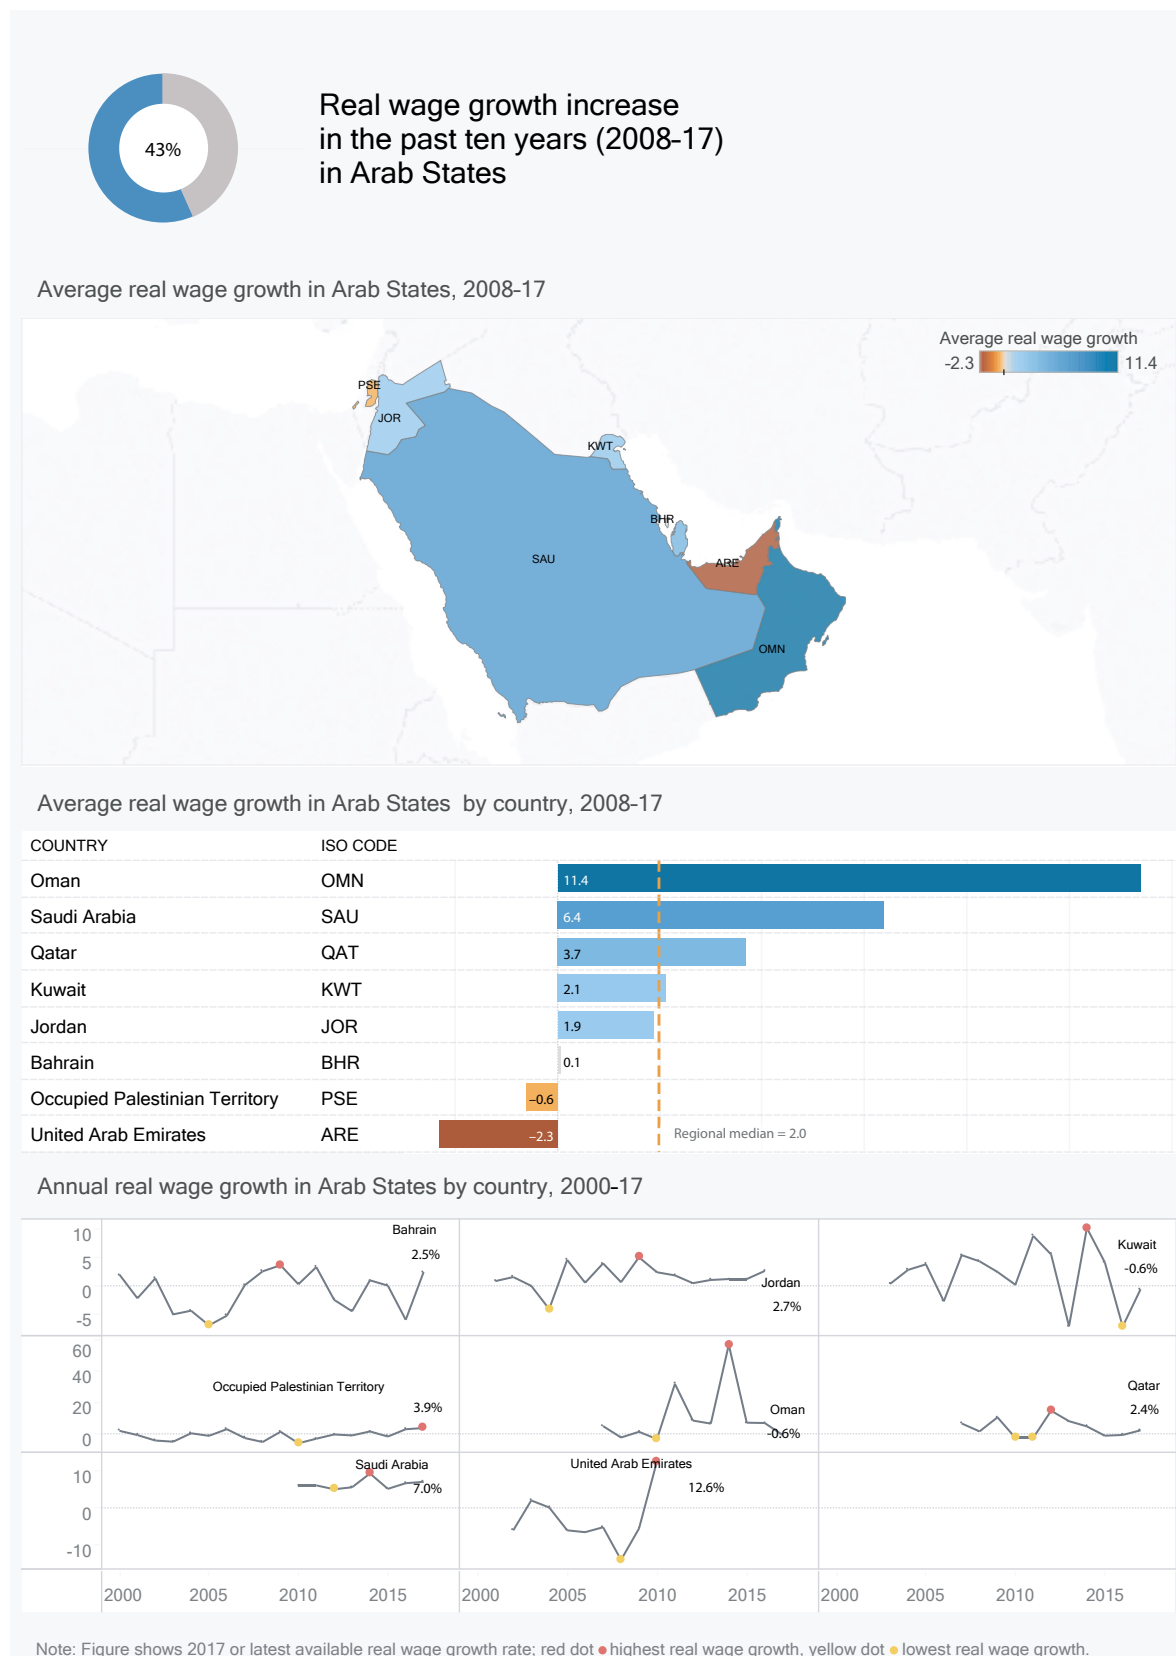 43%
Real wage growth increase
in the past ten years (2008-17)
in Arab States
Average real wage growth in Arab States, 2008-17
Average real wage growth
-2.3 11.4
PSE
JOR
KWT
BHR
SAU
ARE
OMN
Average real wage growth in Arab States by country, 2008-17
COUNTRY ISO CODE
Oman OMN 11.4
Saudi Arabia SAU 6.4
Qatar QAT 3.7
Kuwait KWT 2.1
Jordan JOR 1.9
Bahrain BHR 0.1
Occupied Palestinian Territory PSE –0.6
United Arab Emirates ARE –2.3 Regional median = 2.0
Annual real wage growth in Arab States by country, 2000-17
10
5
0
-5
Bahrain
2.5%
Jordan
2.7%
Kuwait
-0.6%
60
40
20
0
Occupied Palestinian Territory
3.9%
Oman
-0.6%
Qatar
2.4%
10
0
-10
Saudi Arabia
7.0%
United Arab Emirates
12.6%
2000 2005 2010 2015 2000 2005 2010 2015 2000 2005 2010 2015
Note: Figure shows 2017 or latest available real wage growth rate; red dot highest real wage growth, yellow dot lowest real wage growth.